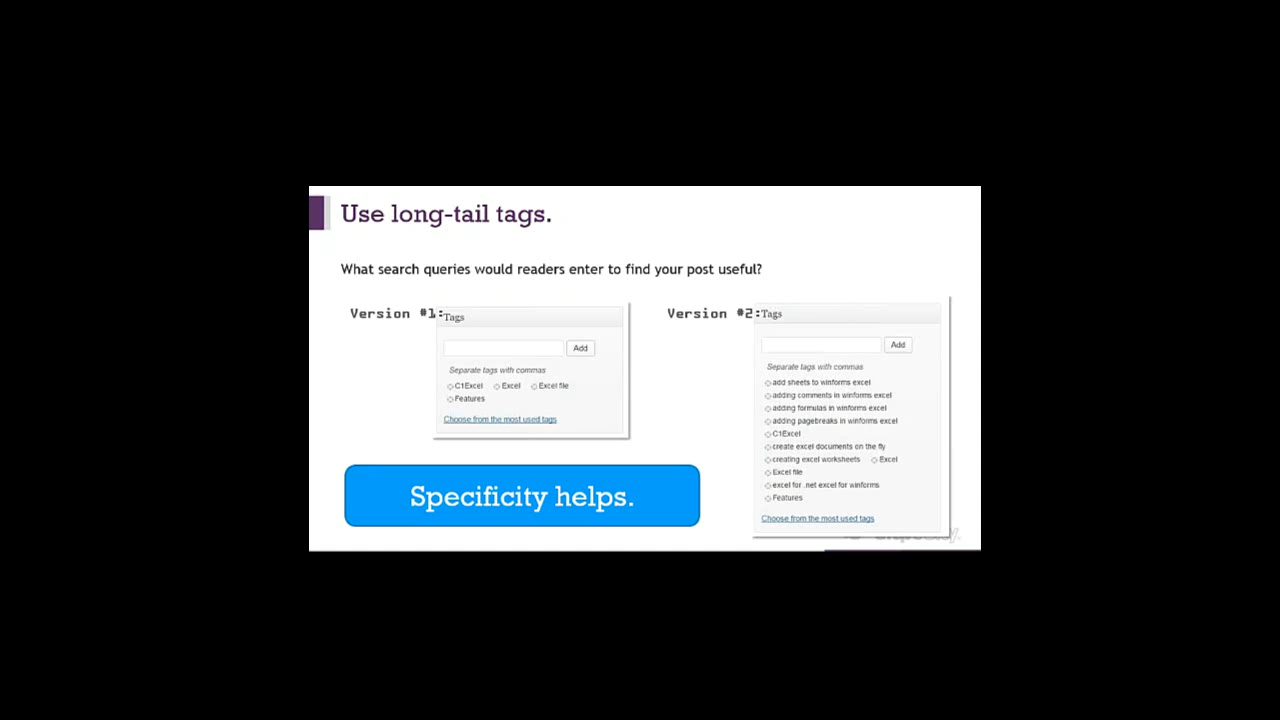 Use long-tail tags.
What search queries would readers enter to find your post useful?
Version #1:
Tags
Add
Separate tags with commas
C1Excel Excel Excel file
Features
Choose from the most used tags
Specificity helps.
Version #2:
Tags
Add
Separate tags with commas
add sheets to winforms excel
adding comments in winforms excel
adding formulas in winforms excel
adding pagebreaks in winforms excel
C1Excel
create excel documents on the fly
creating excel worksheets Excel
Excel file
excel for .net excel for winforms
Features
Choose from the most used tags